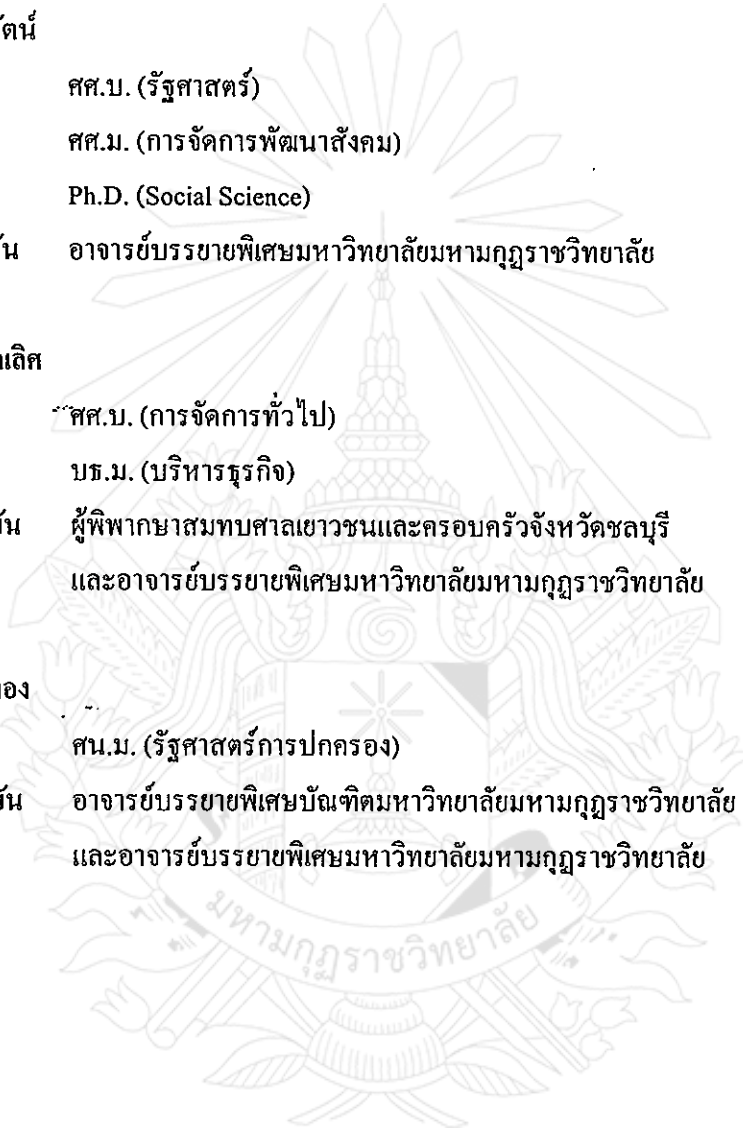 ศศ.บ. (รัฐศาสตร์)
ศศ.ม. (การจัดการพัฒนาสังคม)
Ph.D. (Social Science)
อาจารย์บรรยายพิเศษมหาวิทยาลัยมหามกุฏราชวิทยาลัย
ศศ.บ. (การจัดการทั่วไป)
บธ.ม. (บริหารธุรกิจ)
ผู้พิพากษาสมทบศาลเยาวชนและครอบครัวจังหวัดชลบุรี
และอาจารย์บรรยายพิเศษมหาวิทยาลัยมหามกุฏราชวิทยาลัย
ศน.ม. (รัฐศาสตร์การปกครอง)
อาจารย์บรรยายพิเศษบัณฑิตมหาวิทยาลัยมหามกุฏราชวิทยาลัย
และอาจารย์บรรยายพิเศษมหาวิทยาลัยมหามกุฏราชวิทยาลัย
มหามกุฏราชวิทยาลัย